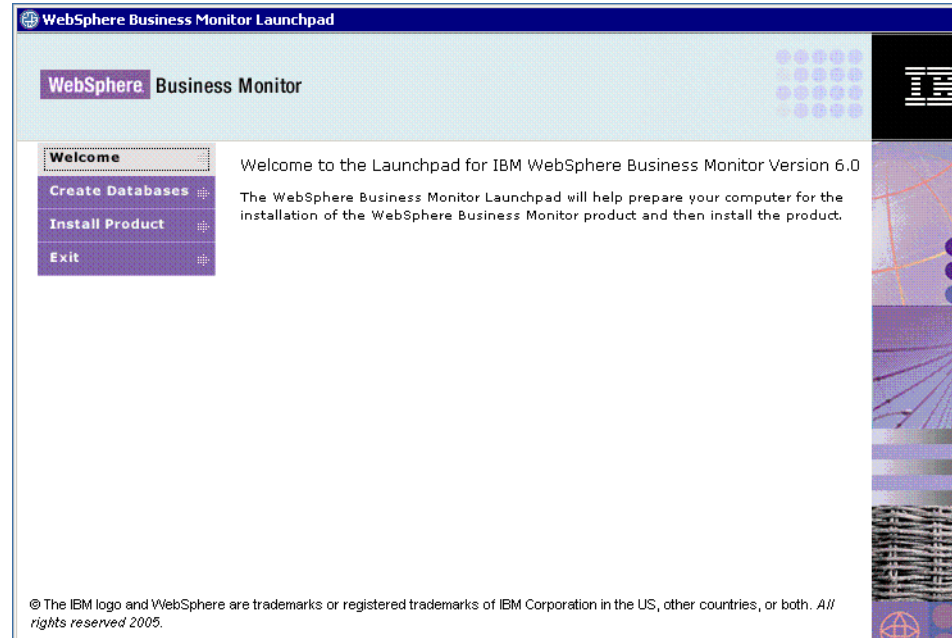 WebSphere Business Monitor Launchpad
WebSphere Business Monitor
Welcome
Create Databases
Install Product
Exit
Welcome to the Launchpad for IBM WebSphere Business Monitor Version 6.0
The WebSphere Business Monitor Launchpad will help prepare your computer for the
installation of the WebSphere Business Monitor product and then install the product.
© The IBM logo and WebSphere are trademarks or registered trademarks of IBM Corporation in the US, other countries, or both. All
rights reserved 2005.